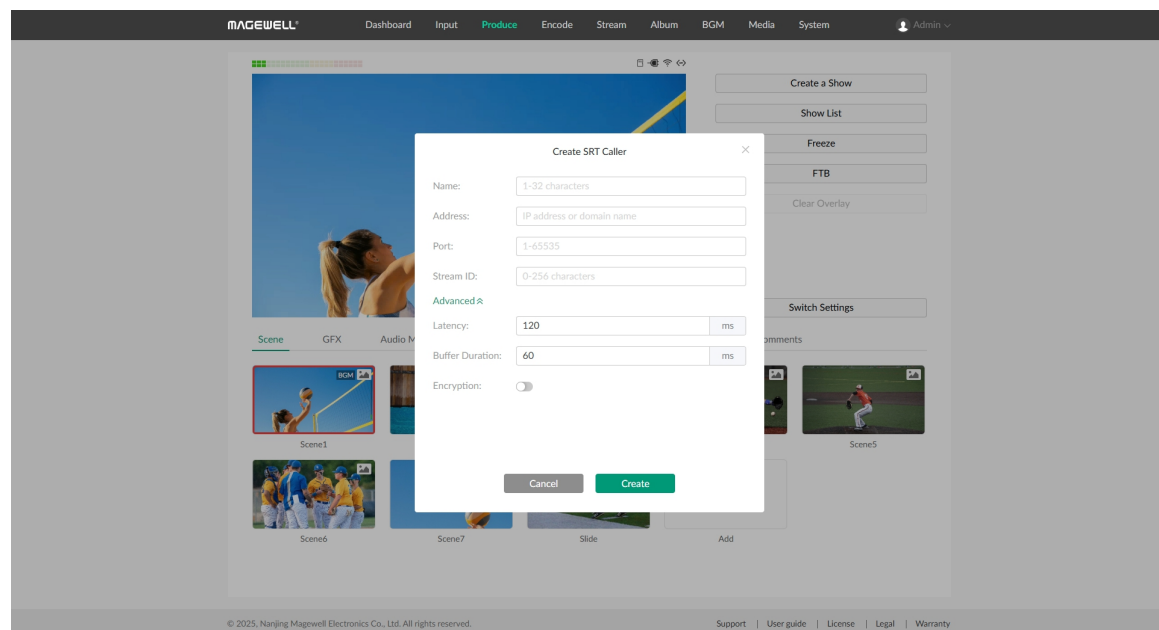 MAGEWELL®
Dashboard Input Produce Encode Stream Album BGM Media System Admin
Create a Show
Show List
Freeze
FTB
Clear Overlay
Create SRT Caller
Name: 1-32 characters
Address: IP address or domain name
Port: 1-65535
Stream ID: 0-256 characters
Advanced
Switch Settings
Latency: 120 ms
Scene GFX Audio M
Buffer Duration: 60 ms
Encryption:
BGM
Scene1
Scene5
Cancel Create
Scene6 Scene7 Slide Add
© 2025, Nanjing Magewell Electronics Co., Ltd. All rights reserved.
Support | User guide | License | Legal | Warranty